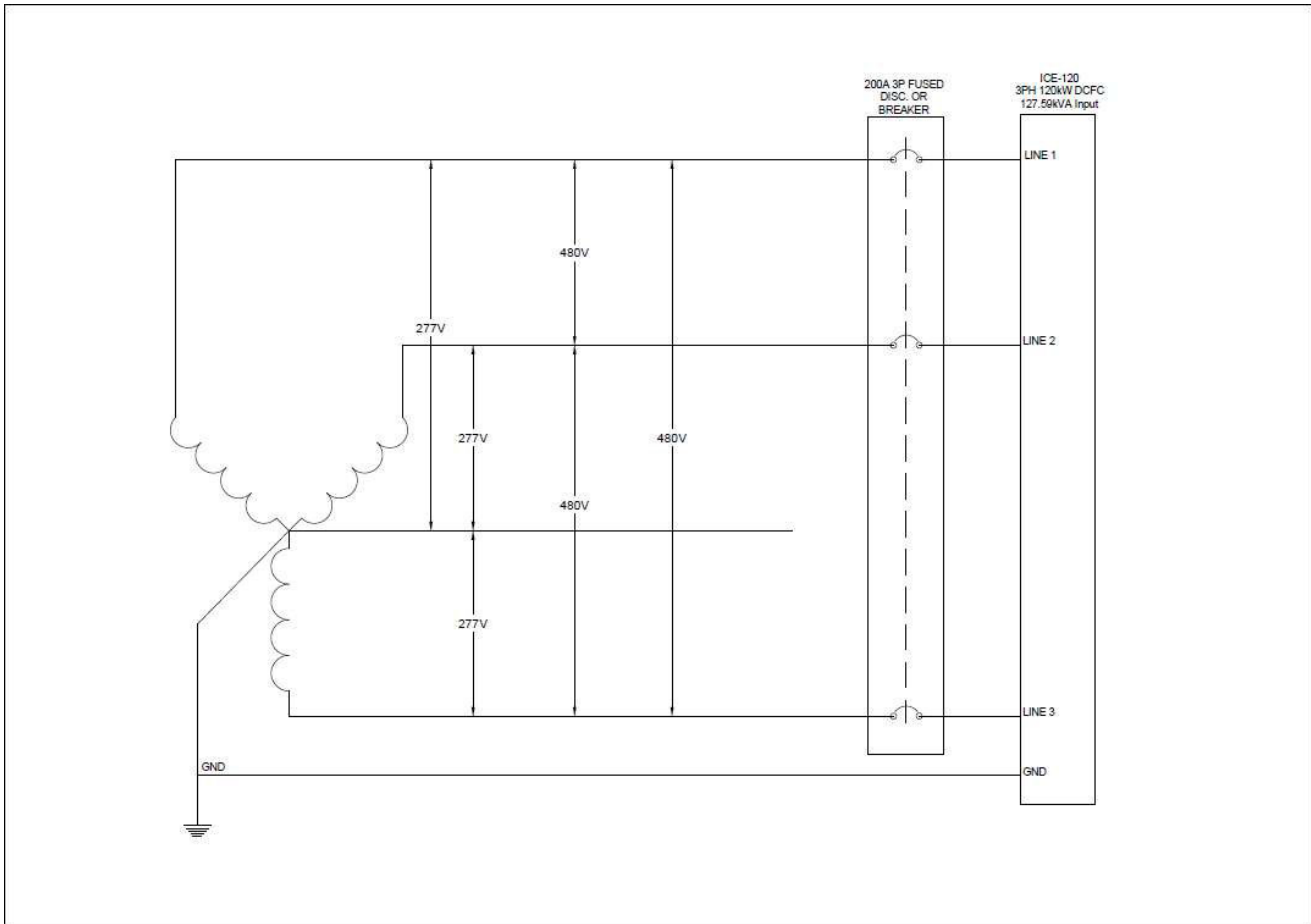 200A 3P FUSED
DISC. OR
BREAKER
ICE-120
3PH 120kW DCFC
127.59kVA Input
LINE 1
480V
277V
LINE 2
277V
480V
480V
277V
LINE 3
GND
GND